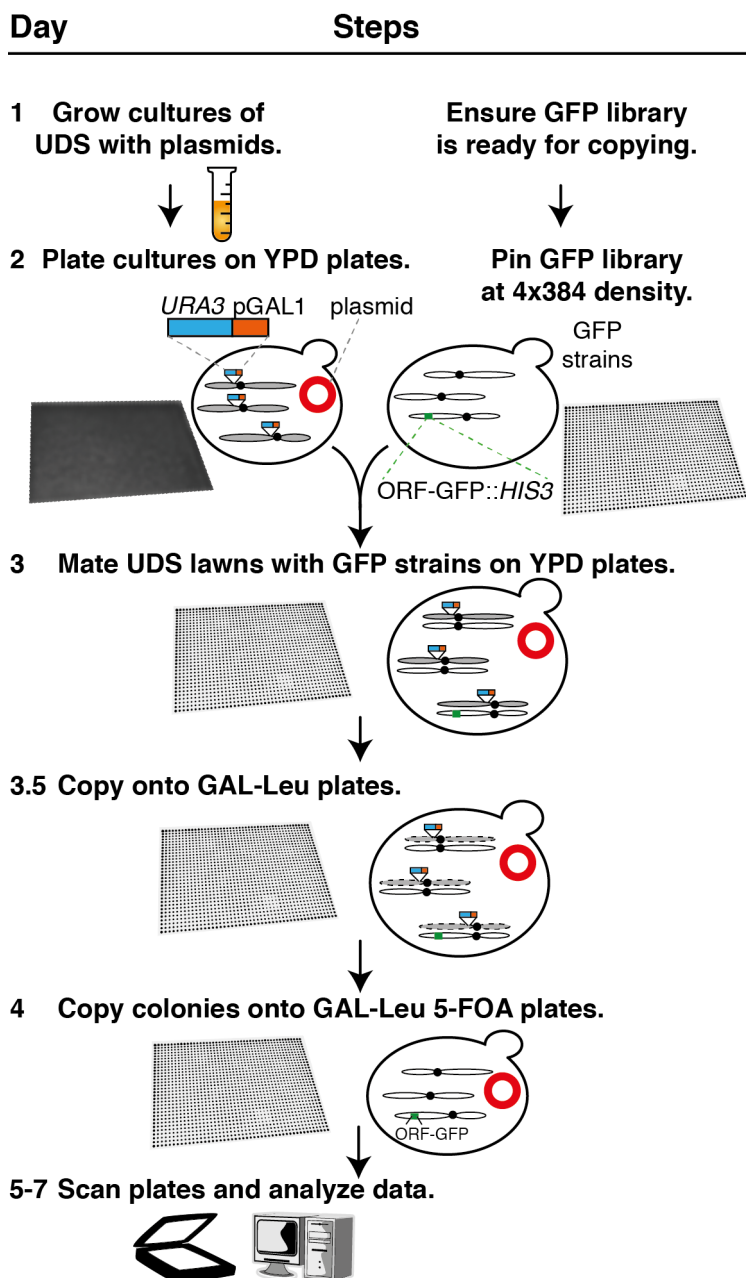 Day Steps
1 Grow cultures of
UDS with plasmids.
Ensure GFP library
is ready for copying.
2 Plate cultures on YPD plates.
Pin GFP library
at 4x384 density.
URA3 pGAL1 plasmid
GFP
strains
ORF-GFP::HIS3
3 Mate UDS lawns with GFP strains on YPD plates.
3.5 Copy onto GAL-Leu plates.
4 Copy colonies onto GAL-Leu 5-FOA plates.
ORF-GFP
5-7 Scan plates and analyze data.